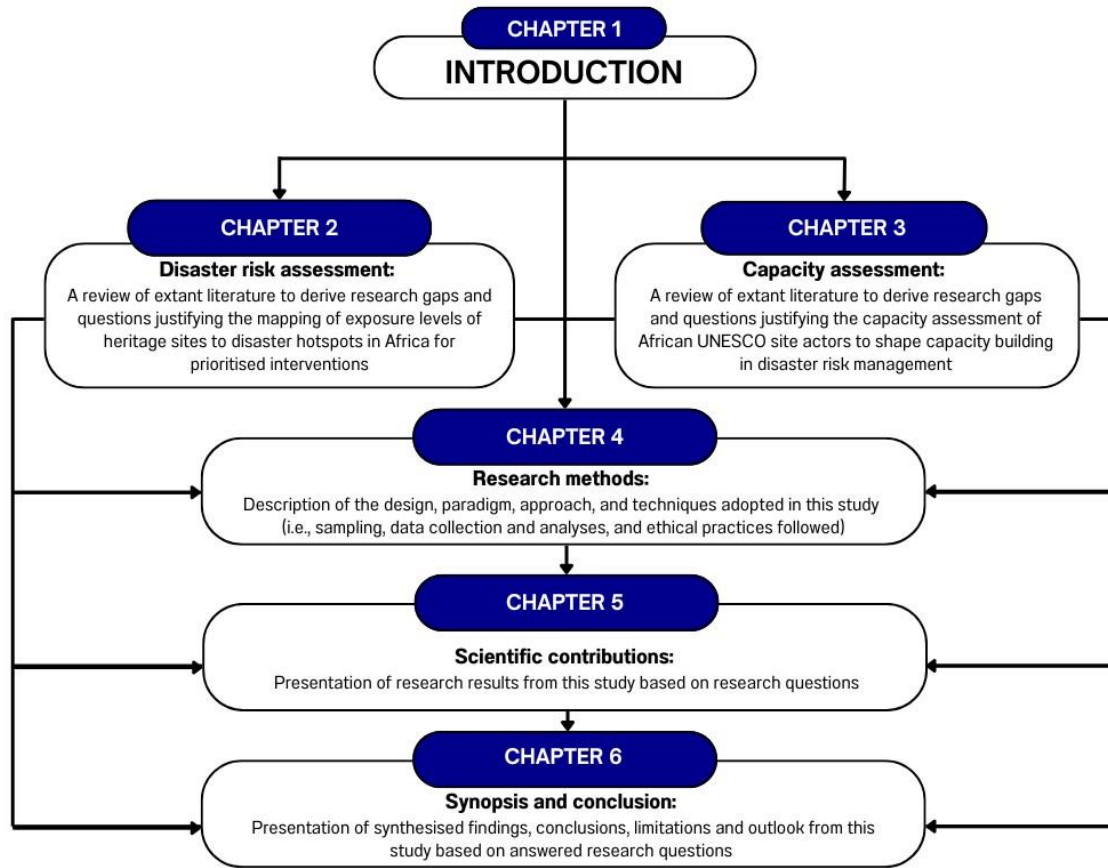 CHAPTER 1
INTRODUCTION
CHAPTER 2
Disaster risk assessment:
A review of extant literature to derive research gaps and
questions justifying the mapping of exposure levels of
heritage sites to disaster hotspots in Africa for
prioritised interventions
CHAPTER 3
Capacity assessment:
A review of extant literature to derive research gaps
and questions justifying the capacity assessment of
African UNESCO site actors to shape capacity building
in disaster risk management
CHAPTER 4
Research methods:
Description of the design, paradigm, approach, and techniques adopted in this study
(i.e., sampling, data collection and analyses, and ethical practices followed)
CHAPTER 5
Scientific contributions:
Presentation of research results from this study based on research questions
CHAPTER 6
Synopsis and conclusion:
Presentation of synthesised findings, conclusions, limitations and outlook from this
study based on answered research questions